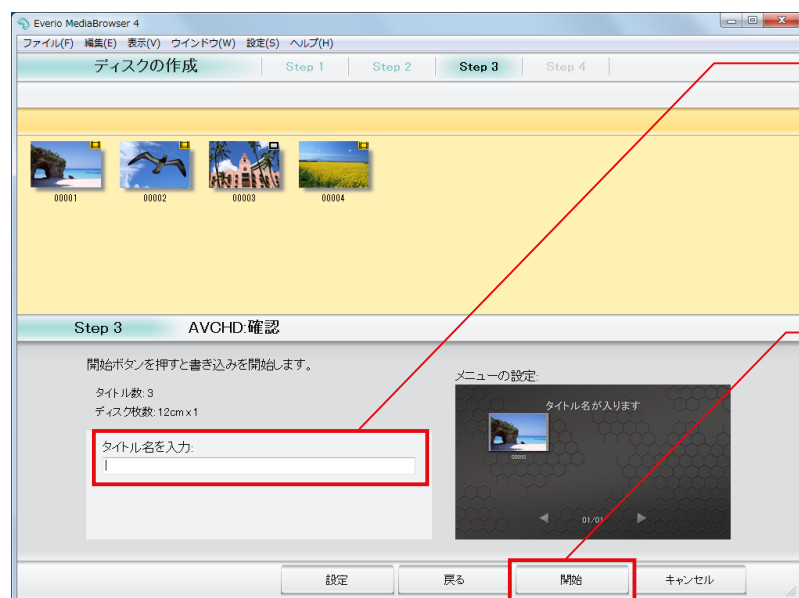 Everio MediaBrowser 4
ファイル(F) 編集(E) 表示(V) ウインドウ(W) 設定(S) ヘルプ(H)
ディスクの作成 Step 1 Step 2 Step 3 Step 4
00001 00002 00003 00004
Step 3 AVCHD:確認
開始ボタンを押すと書き込みを開始します。
タイトル数: 3
ディスク枚数: 12cm x 1
タイトル名を入力:
メニューの設定:
タイトル名が入ります
01/01
設定 戻る 開始 キャンセル